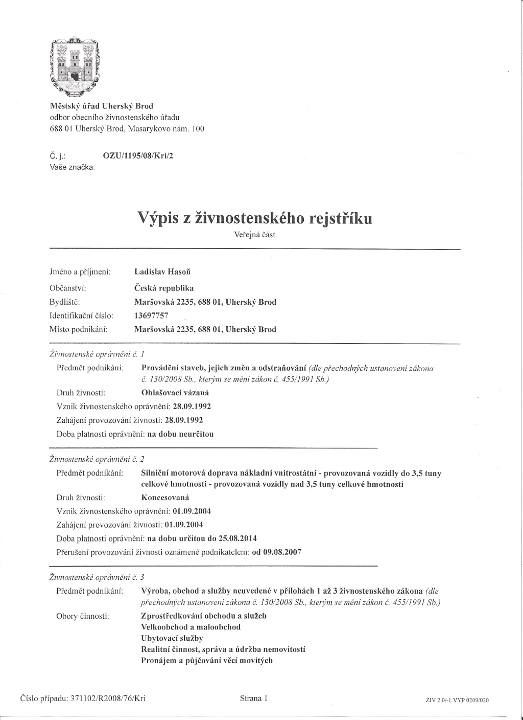 Městský úřad Uherský Brod
odbor obecního živnostenského úřadu
688 01 Uherský Brod, Masarykovo nám. 100
Č. j.: OZU/1195/08/Kri/2
Vaše značka:
Výpis z živnostenského rejstříku
Veřejná část
Jméno a příjmení: Ladislav Hasoň
Občanství: Česká republika
Bydliště: Maršovská 2235, 688 01, Uherský Brod
Identifikační číslo: 13697757
Místo podnikání: Maršovská 2235, 688 01, Uherský Brod
Živnostenské oprávnění č. 1
Předmět podnikání: Provádění staveb, jejich změn a odstraňování (dle přechodných ustanovení zákona
č. 130/2008 Sb., kterým se mění zákon č. 455/1991 Sb.)
Druh živnosti: Ohlašovací vázaná
Vznik živnostenského oprávnění: 28.09.1992
Zahájení provozování živnosti: 28.09.1992
Doba platnosti oprávnění: na dobu neurčitou
Živnostenské oprávnění č. 2
Předmět podnikání: Silniční motorová doprava nákladní vnitrostátní - provozovaná vozidly do 3,5 tuny
celkové hmotnosti - provozovaná vozidly nad 3,5 tuny celkové hmotnosti
Druh živnosti: Koncesovaná
Vznik živnostenského oprávnění: 01.09.2004
Zahájení provozování živnosti: 01.09.2004
Doba platnosti oprávnění: na dobu určitou do 25.08.2014
Přerušení provozování živnosti oznámené podnikatelem: od 09.08.2007
Živnostenské oprávnění č. 3
Předmět podnikání: Výroba, obchod a služby neuvedené v přílohách 1 až 3 živnostenského zákona (dle
přechodných ustanovení zákona č. 130/2008 Sb., kterým se mění zákon č. 455/1991 Sb.)
Obory činnosti: Zprostředkování obchodu a služeb
Velkoobchod a maloobchod
Ubytovací služby
Realitní činnost, správa a údržba nemovitostí
Pronájem a půjčování věcí movitých
Číslo případu: 371102/R2008/76/Kri Strana 1 ZIV 2.0/-1 VYP 0209/020